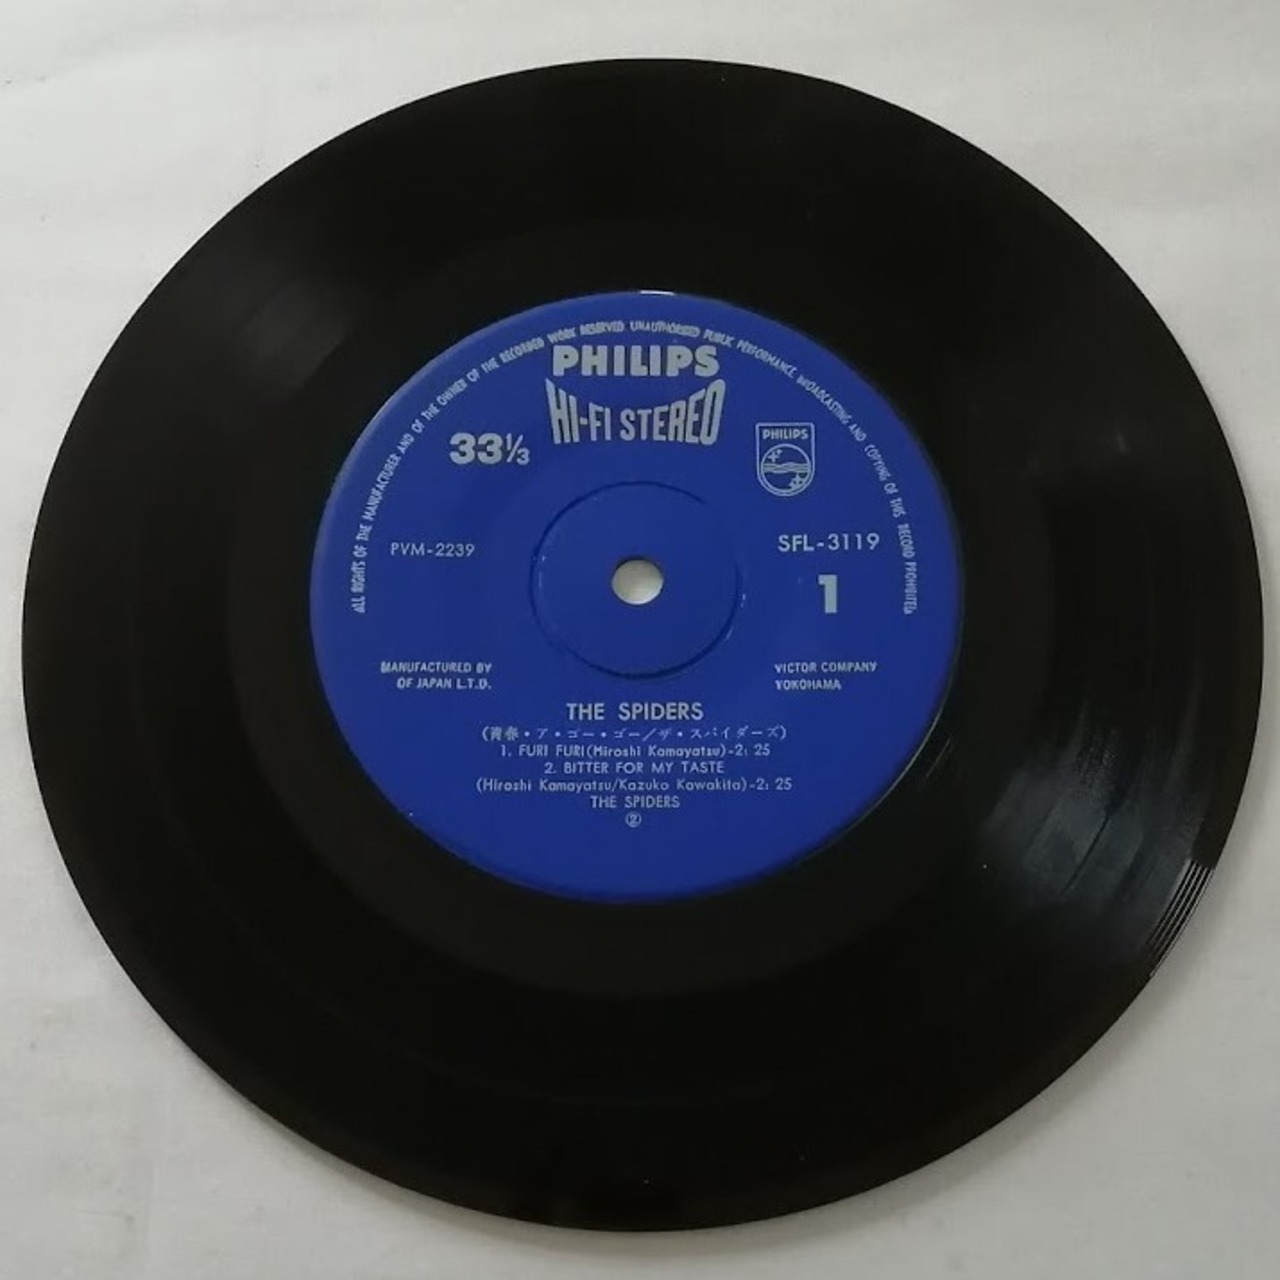 ALL RIGHTS OF THE MANUFACTURER AND OF THE OWNER OF THE RECORDED WORK RESERVED UNAUTHORISED PUBLIC PERFORMANCE, BROADCASTING AND COPYING OF THIS RECORD PROHIBITED
PHILIPS
HI-FI STEREO
33⅓
PHILIPS
PVM-2239
SFL-3119
1
MANUFACTURED BY VICTOR COMPANY
OF JAPAN L.T.D. YOKOHAMA
THE SPIDERS
(青春・ア・ゴー・ゴー/ザ・スパイダーズ)
1. FURI FURI(Hiroshi Kamayatsu)-2: 25
2. BITTER FOR MY TASTE
(Hiroshi Kamayatsu/Kazuko Kawakita)-2: 25
THE SPIDERS
②